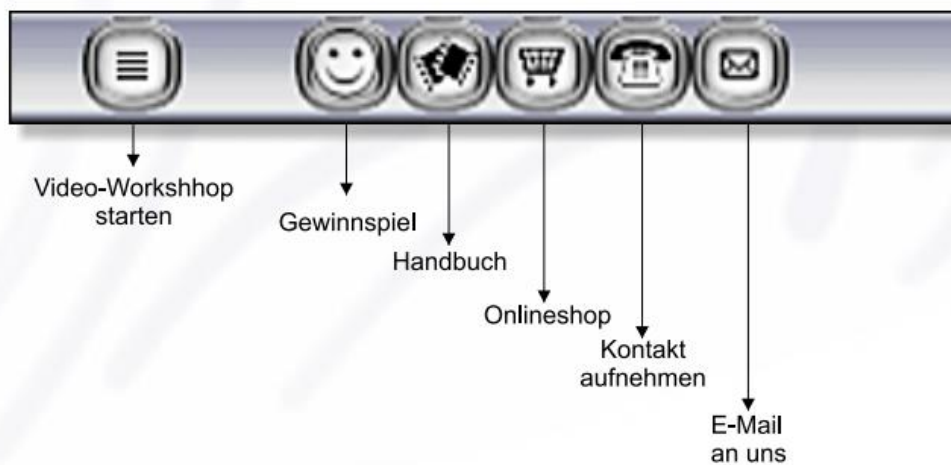 Video-Workshhop
starten
Gewinnspiel
Handbuch
Onlineshop
Kontakt
aufnehmen
E-Mail
an uns